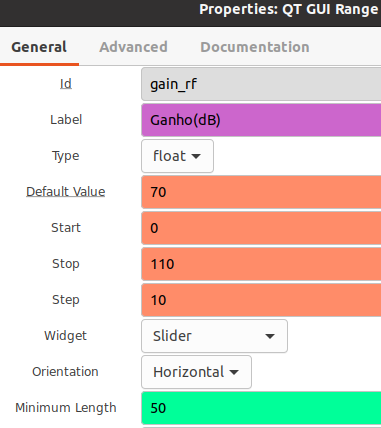 Properties: QT GUI Range
General Advanced Documentation
Id gain_rf
Label Ganho(dB)
Type float
Default Value 70
Start 0
Stop 110
Step 10
Widget Slider
Orientation Horizontal
Minimum Length 50